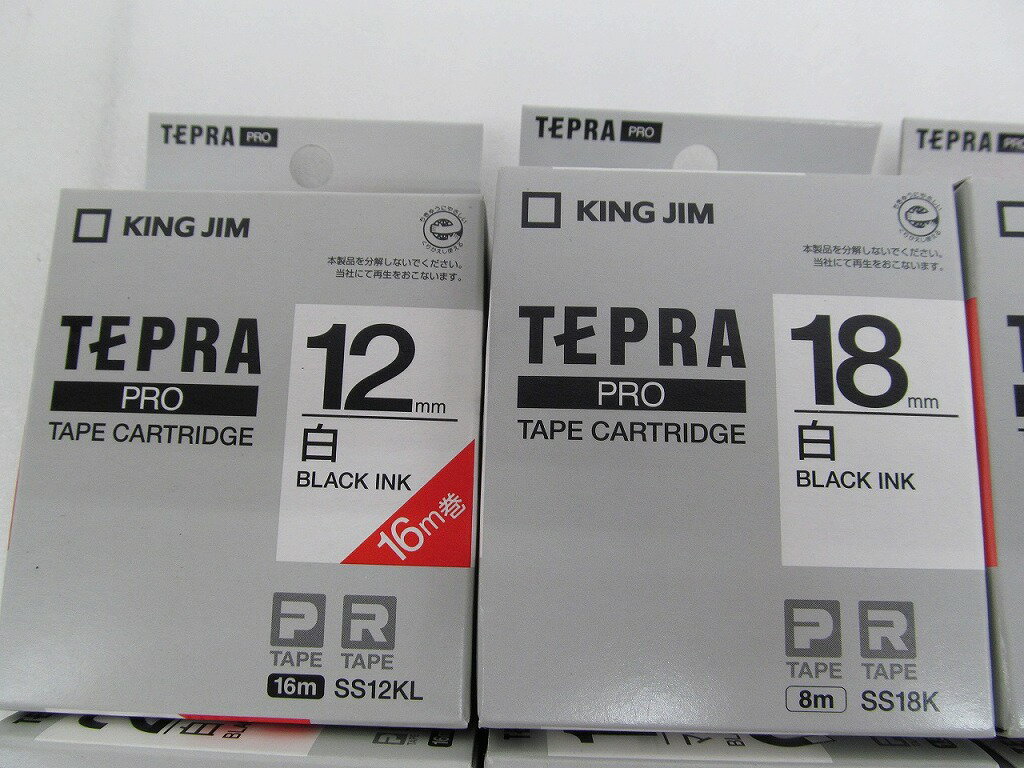 TEPRA PRO
KING JIM
本製品を分解しないでください。
当社にて再生をおこないます。
TEPRA
PRO
TAPE CARTRIDGE
12mm
白
BLACK INK
16m巻
P R
TAPE TAPE
16m SS12KL
TEPRA PRO
KING JIM
本製品を分解しないでください。
当社にて再生をおこないます。
TEPRA
PRO
TAPE CARTRIDGE
18mm
白
BLACK INK
P R
TAPE TAPE
8m SS18K
TEPRA PRO